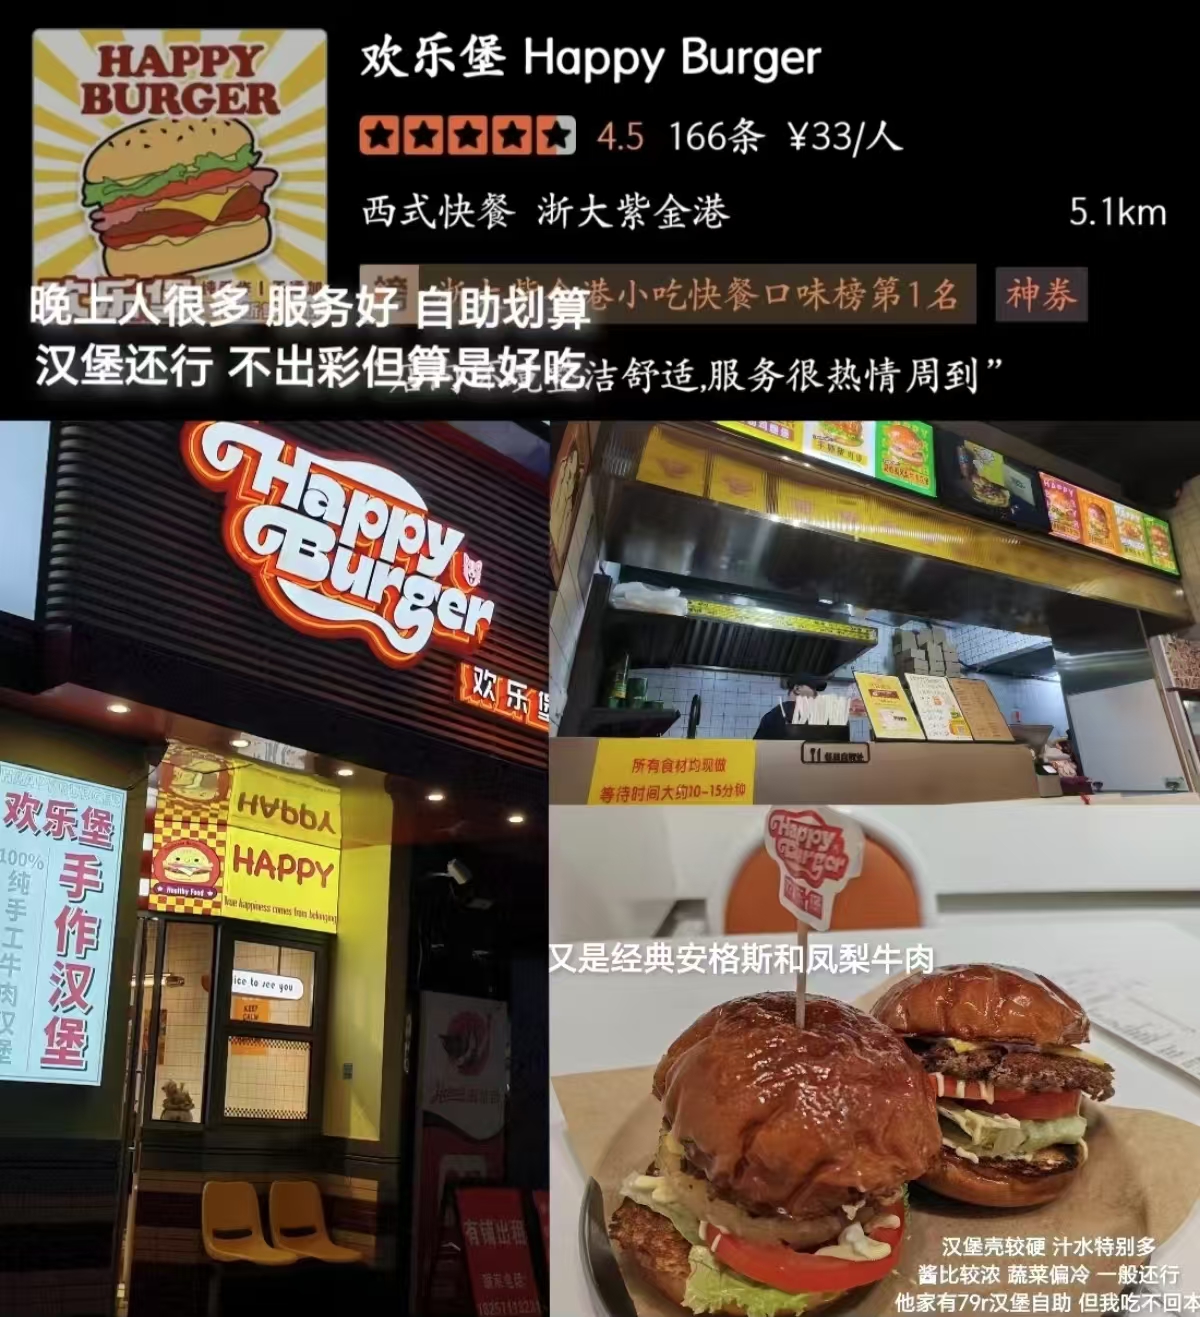 HAPPY
BURGER
欢乐堡 Happy Burger
4.5 166条 ¥33/人
西式快餐 浙大紫金港
5.1km
港小吃快餐口味榜第1名
神券
晚上人很多 服务好 自助划算
汉堡还行 不出彩但算是好吃
洁舒适,服务很热情周到”
Happy
Burger
欢乐堡
欢乐堡
手作汉堡
100%
纯手工牛肉汉堡
HAPPY
HAPPY
Healthy Food
True happiness comes from belonging
ice to see you
KEEP
CALM
有铺出租
所有食材均现做
等待时间大约10-15分钟
Happy
Burger
欢乐堡
又是经典安格斯和凤梨牛肉
汉堡壳较硬 汁水特别多
酱比较浓 蔬菜偏冷 一般还行
他家有79r汉堡自助 但我吃不回本